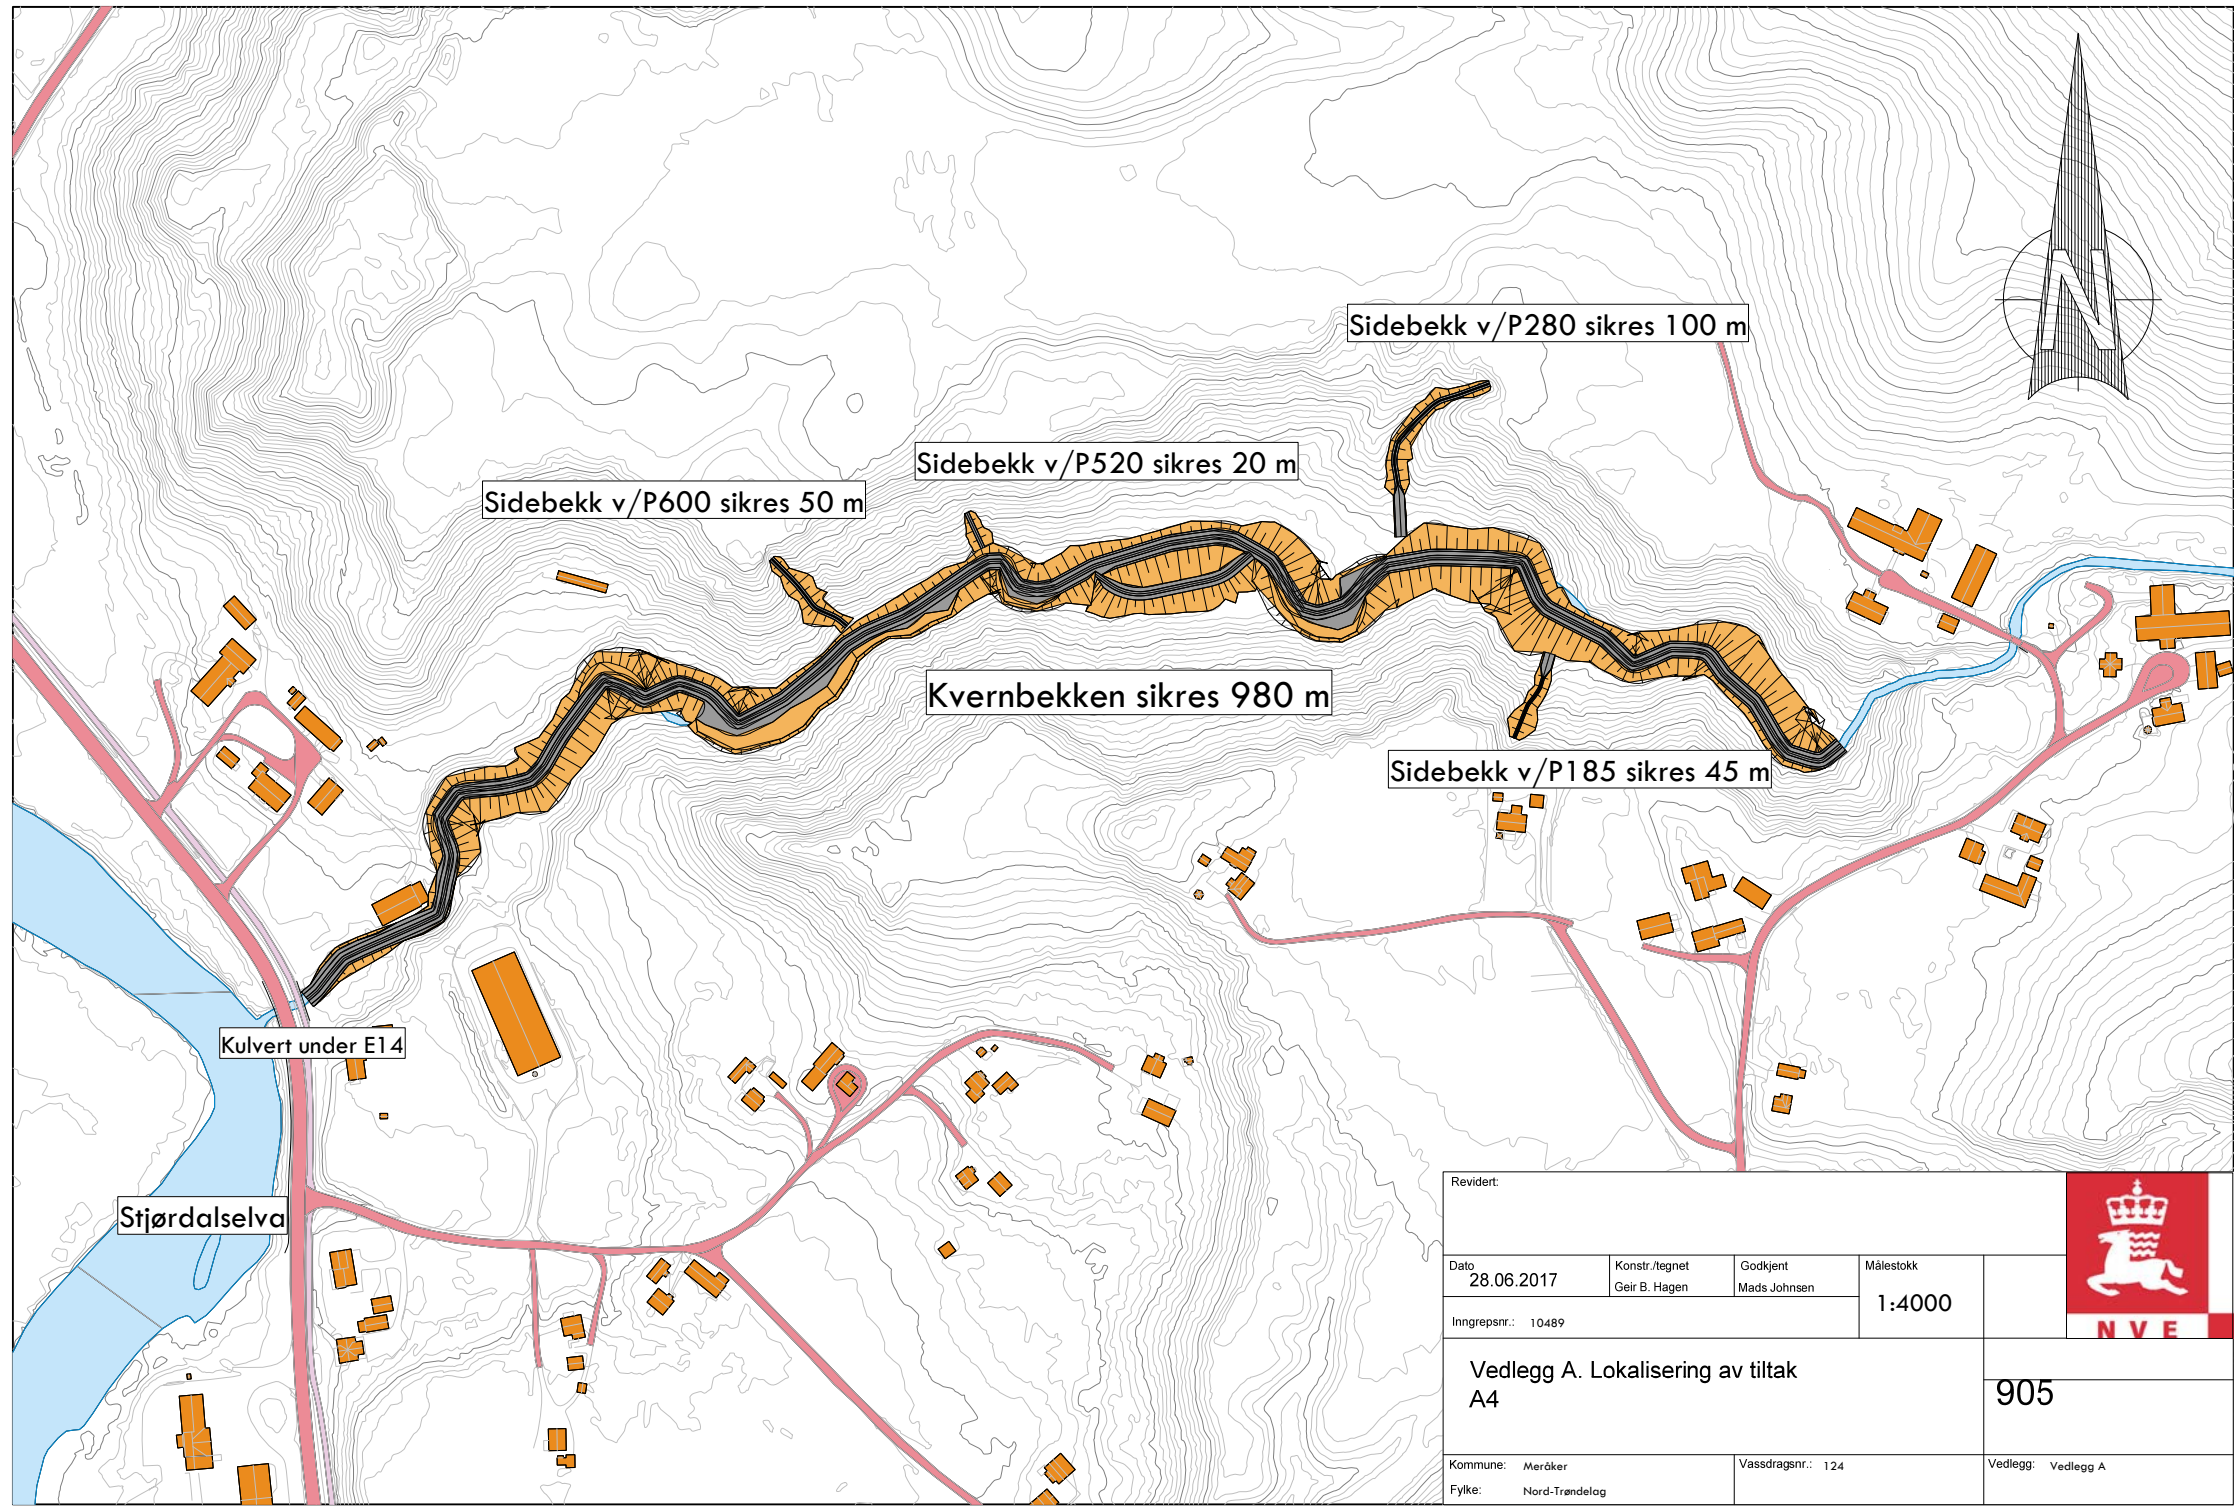 N
Sidebekk v/P280 sikres 100 m
Sidebekk v/P520 sikres 20 m
Sidebekk v/P600 sikres 50 m
Kvernbekken sikres 980 m
Sidebekk v/P185 sikres 45 m
Kulvert under E14
Stjørdalselva
Revidert:
Dato
28.06.2017
Konstr./tegnet
Geir B. Hagen
Godkjent
Mads Johnsen
Målestokk
1:4000
Inngrepsnr.: 10489
NVE
Vedlegg A. Lokalisering av tiltak
A4
905
Kommune: Meråker
Fylke: Nord-Trøndelag
Vassdragsnr.: 124
Vedlegg: Vedlegg A